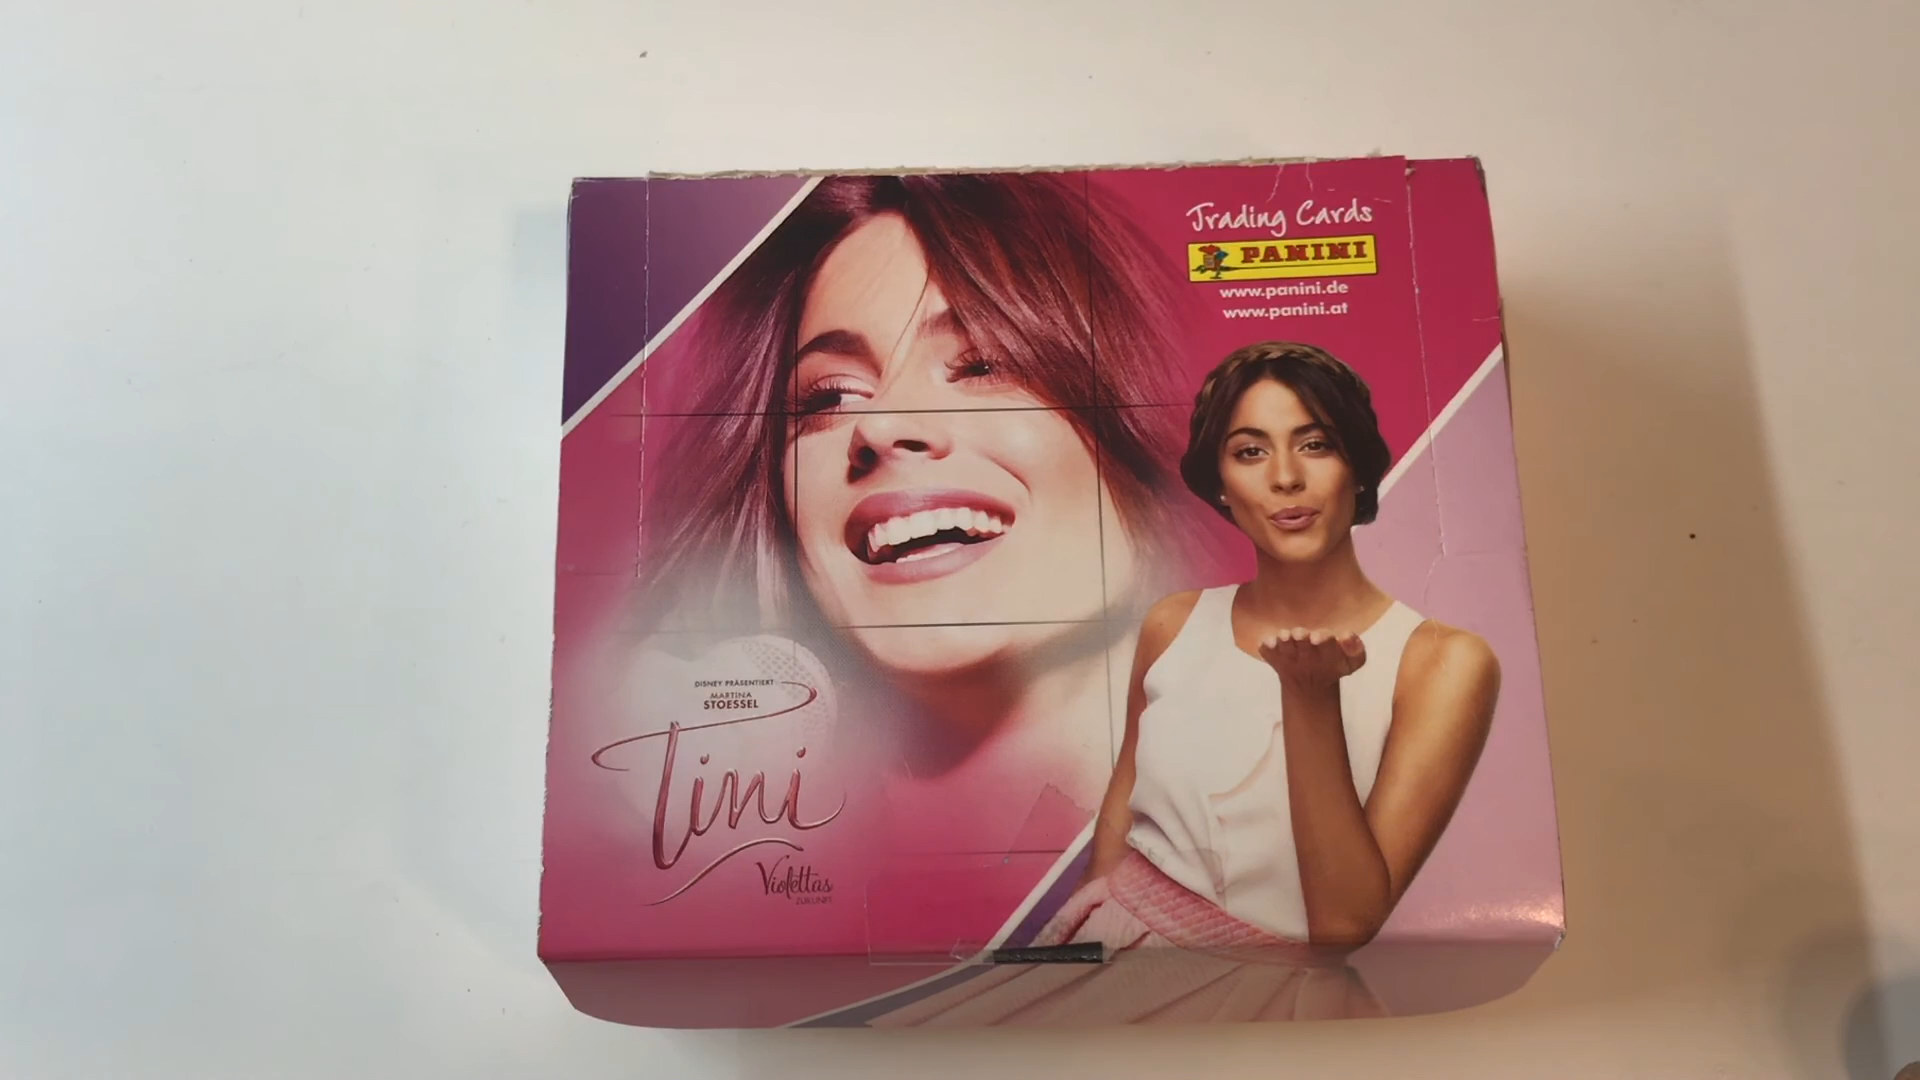 Trading Cards
PANINI
www.panini.de
www.panini.at
DISNEY PRÄSENTIERT
MARTINA
STOESSEL
Tini
Violettas
ZUKUNFT